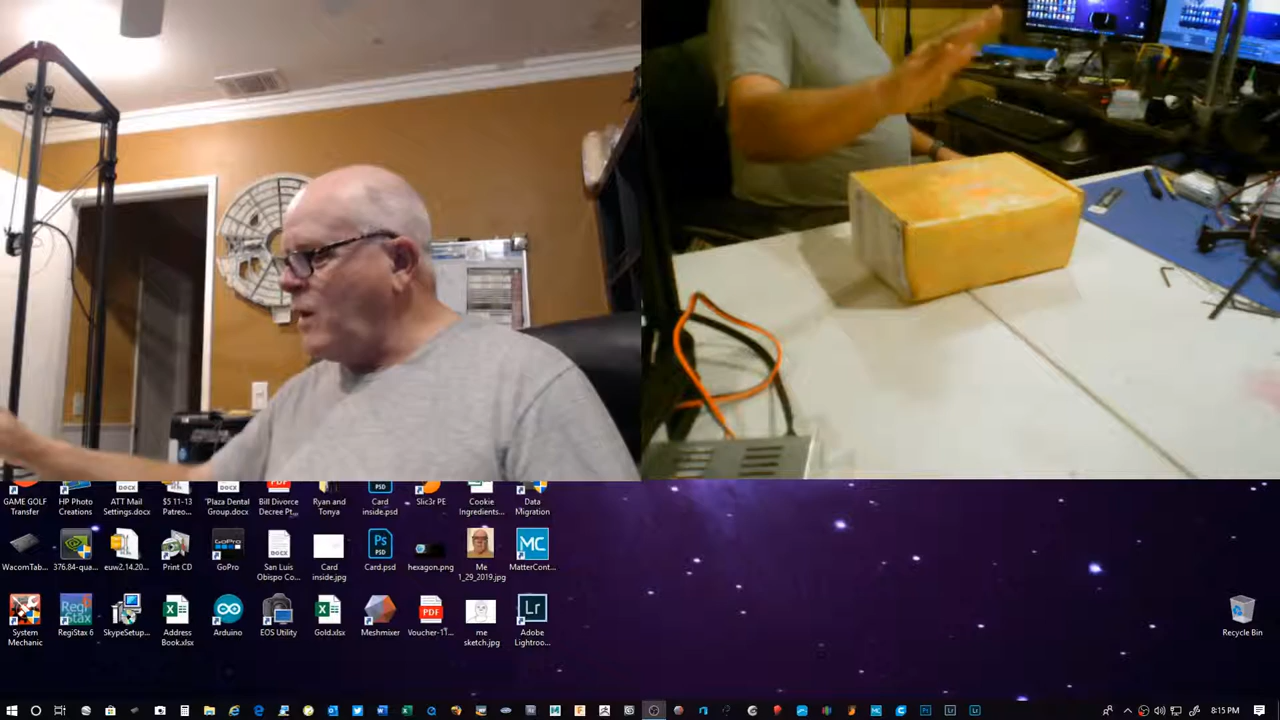 GAME GOLF Transfer
HP Photo Creations
ATT Mail Settings.docx
$5 11-13 Patreo...
"Plaza Dental Group.docx
Bill Divorce Decree Pt...
Ryan and Tonya
Card inside.psd
Slic3r PE
Cookie Ingredients...
Data Migration
WacomTab...
376.84-qua...
euw2.14.20...
Print CD
GoPro
San Luis Obispo Co...
Card inside.jpg
Card.psd
hexagon.png
Me 1_29_2019.jpg
MatterCont...
System Mechanic
RegiStax 6
SkypeSetup...
Address Book.xlsx
Arduino
EOS Utility
Gold.xlsx
Meshmixer
Voucher-11...
me sketch.jpg
Adobe Lightroo...
Recycle Bin
8:15 PM